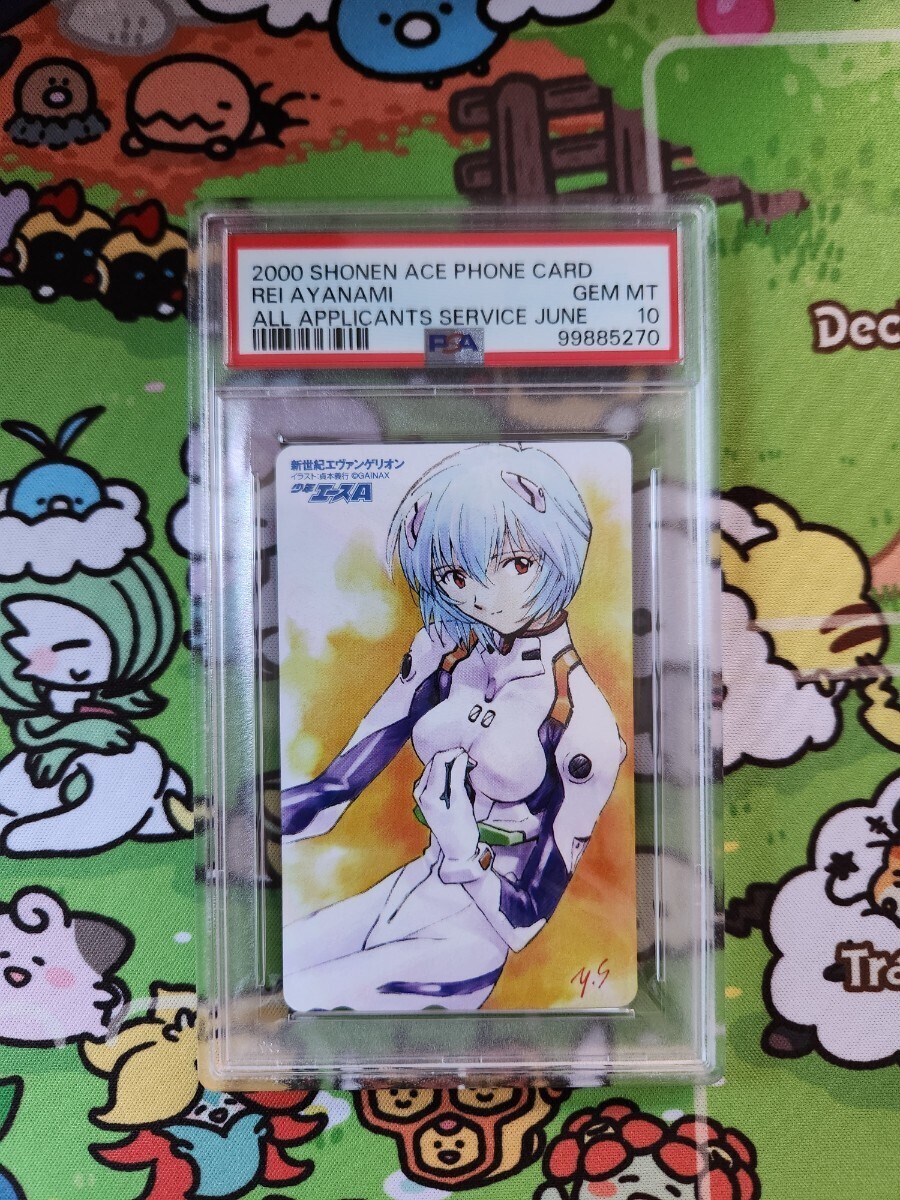 2000 SHONEN ACE PHONE CARD
REI AYANAMI GEM MT
ALL APPLICANTS SERVICE JUNE 10
PSA 99885270
新世紀エヴァンゲリオン
イラスト:貞本義行 ©GAINAX
少年エースA
y.S
Dec
Tra